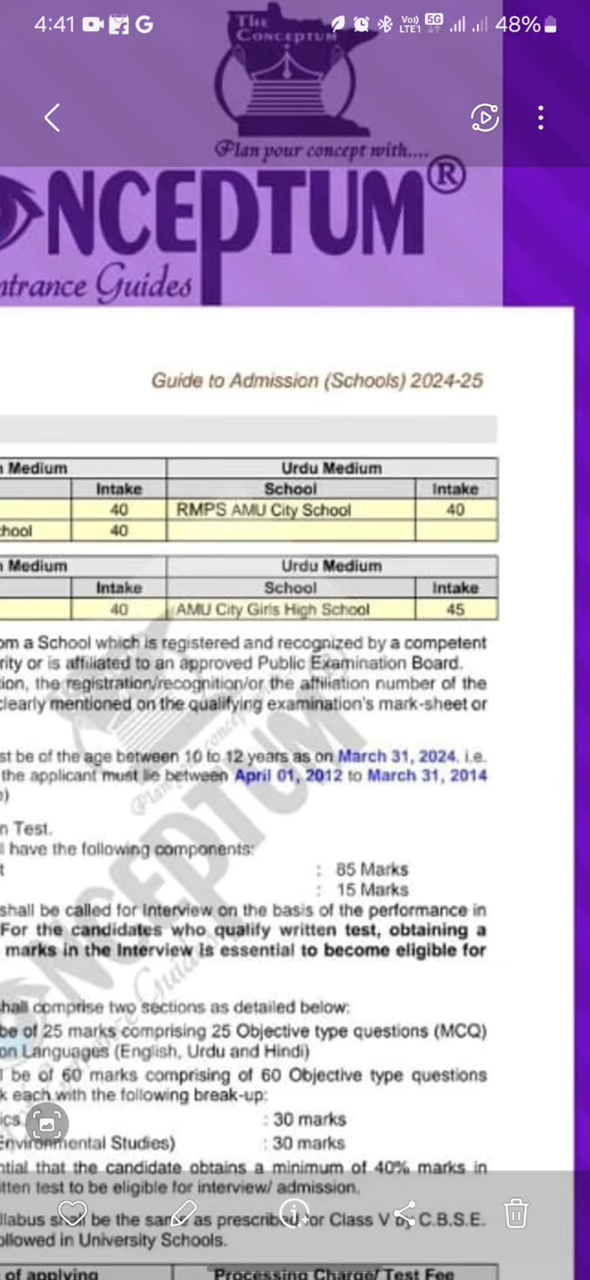 4:41
Vo)) LTE1 5G 48%
The
Conceptum
Plan your concept with....
ONCEPTUM®
ntrance Guides
Guide to Admission (Schools) 2024-25
Medium Urdu Medium
Intake School Intake
40 RMPS AMU City School 40
chool 40
Medium Urdu Medium
Intake School Intake
40 AMU City Girls High School 45
om a School which is registered and recognized by a competent
rity or is affiliated to an approved Public Examination Board.
ion, the registration/recognition/or the affiliation number of the
clearly mentioned on the qualifying examination's mark-sheet or
st be of the age between 10 to 12 years as on March 31, 2024, i.e.
the applicant must lie between April 01, 2012 to March 31, 2014
n Test.
l have the following components:
t : 85 Marks
: 15 Marks
shall be called for Interview on the basis of the performance in
For the candidates who qualify written test, obtaining a
marks in the Interview is essential to become eligible for
hall comprise two sections as detailed below:
be of 25 marks comprising 25 Objective type questions (MCQ)
on Languages (English, Urdu and Hindi)
l be of 60 marks comprising of 60 Objective type questions
k each with the following break-up:
ics : 30 marks
Environmental Studies) : 30 marks
ntial that the candidate obtains a minimum of 40% marks in
itten test to be eligible for interview/ admission.
llabus shall be the same as prescribed for Class V by C.B.S.E.
ollowed in University Schools.
of applying Processing Charge/ Test Fee